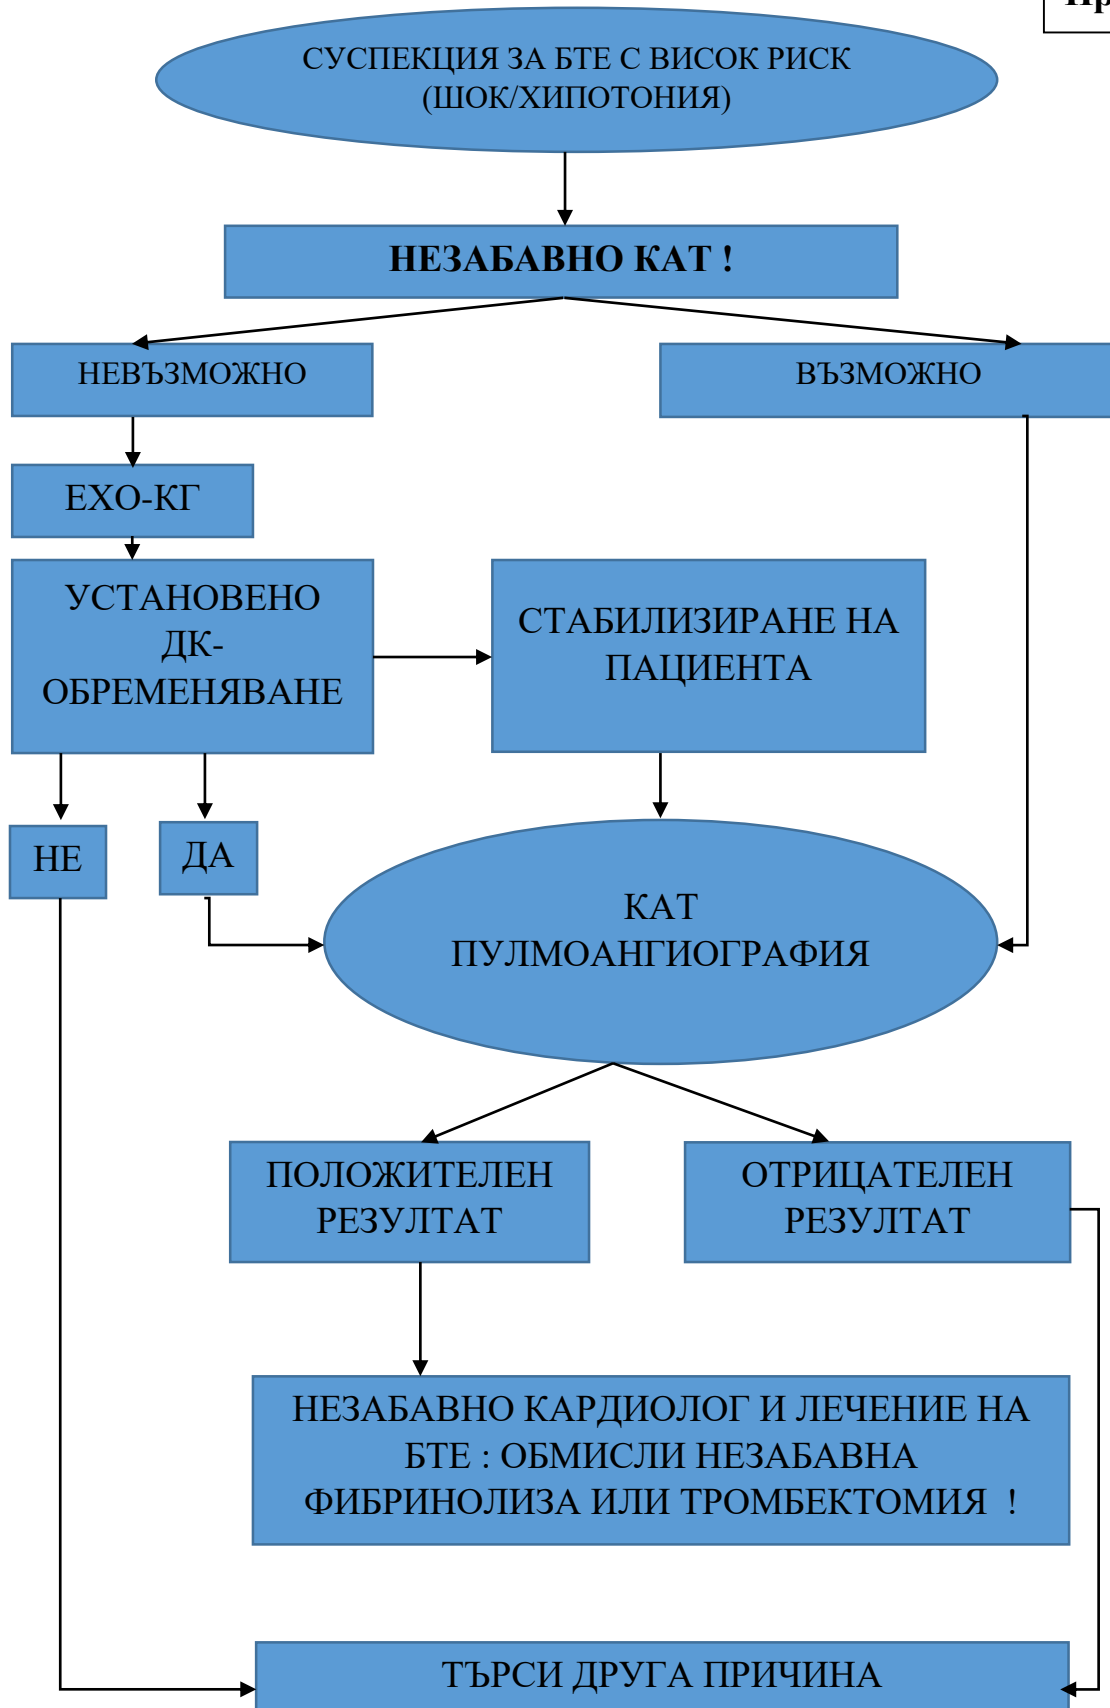 СУСПЕКЦИЯ ЗА БТЕ С ВИСОК РИСК
(ШОК/ХИПОТОНИЯ)
НЕЗАБАВНО КАТ !
НЕВЪЗМОЖНО
ВЪЗМОЖНО
ЕХО-КГ
УСТАНОВЕНО
ДК-
ОБРЕМЕНЯВАНЕ
СТАБИЛИЗИРАНЕ НА
ПАЦИЕНТА
НЕ
ДА
КАТ
ПУЛМОАНГИОГРАФИЯ
ПОЛОЖИТЕЛЕН
РЕЗУЛТАТ
ОТРИЦАТЕЛЕН
РЕЗУЛТАТ
НЕЗАБАВНО КАРДИОЛОГ И ЛЕЧЕНИЕ НА
БТЕ : ОБМИСЛИ НЕЗАБАВНА
ФИБРИНОЛИЗА ИЛИ ТРОМБЕКТОМИЯ !
ТЪРСИ ДРУГА ПРИЧИНА